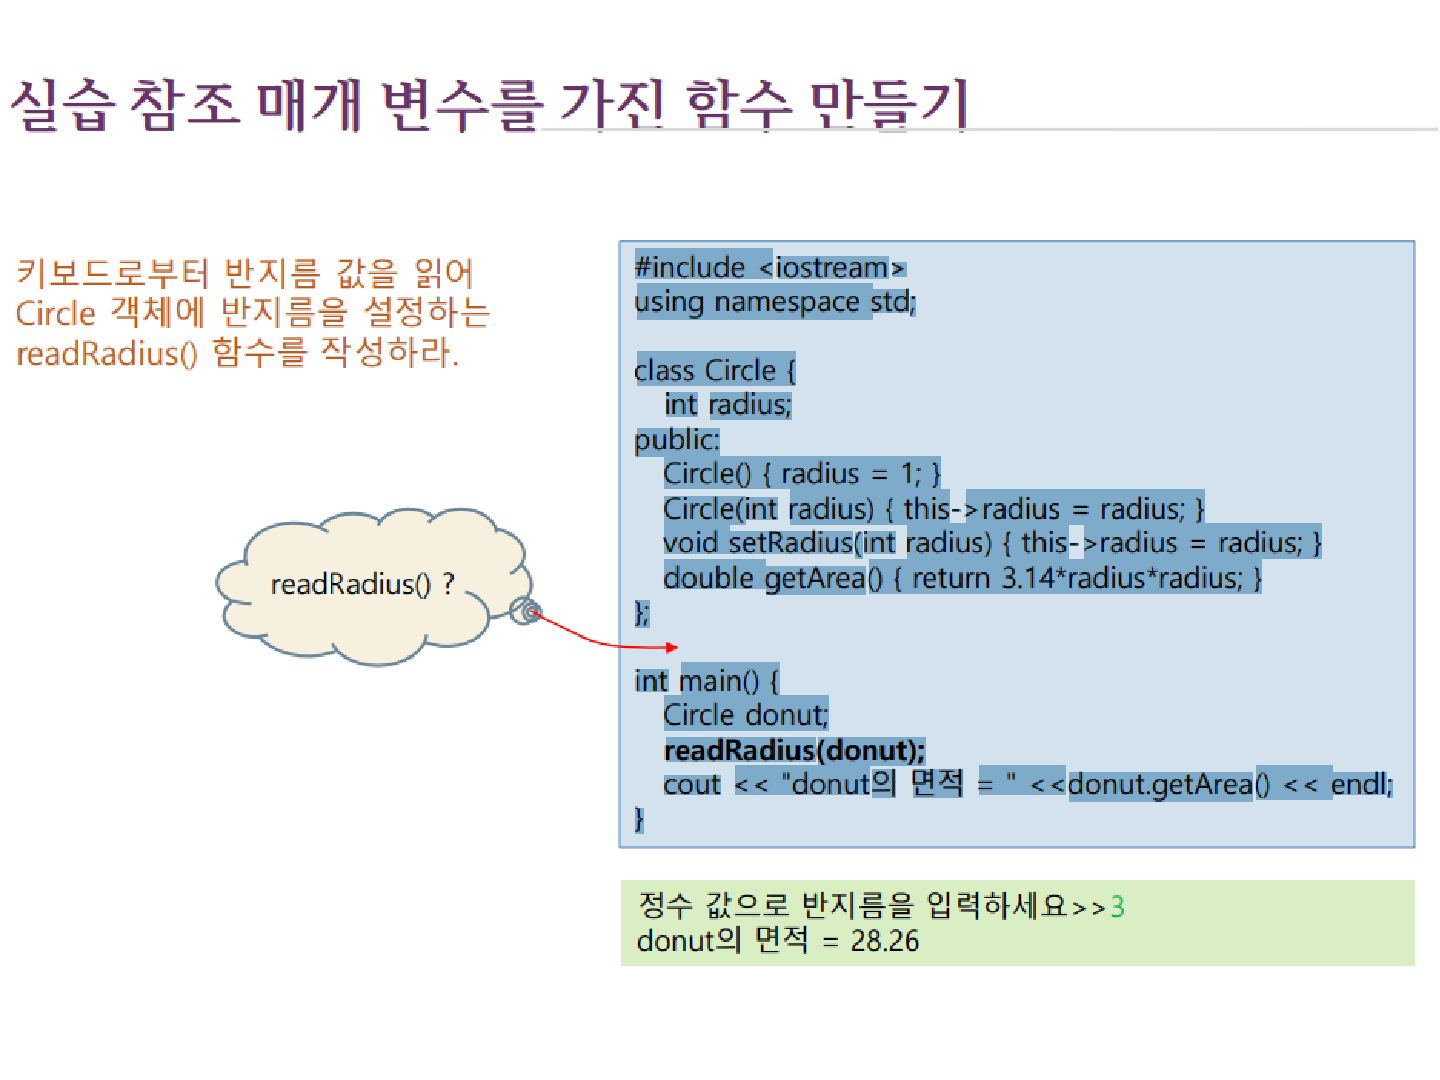 실습 참조 매개 변수를 가진 함수 만들기
키보드로부터 반지름 값을 읽어
Circle 객체에 반지름을 설정하는
readRadius() 함수를 작성하라.
readRadius() ?
#include <iostream>
using namespace std;
class Circle {
int radius;
public:
Circle() { radius = 1; }
Circle(int radius) { this->radius = radius; }
void setRadius(int radius) { this->radius = radius; }
double getArea() { return 3.14*radius*radius; }
};
int main() {
Circle donut;
readRadius(donut);
cout << "donut의 면적 = " <<donut.getArea() << endl;
}
정수 값으로 반지름을 입력하세요>>3
donut의 면적 = 28.26